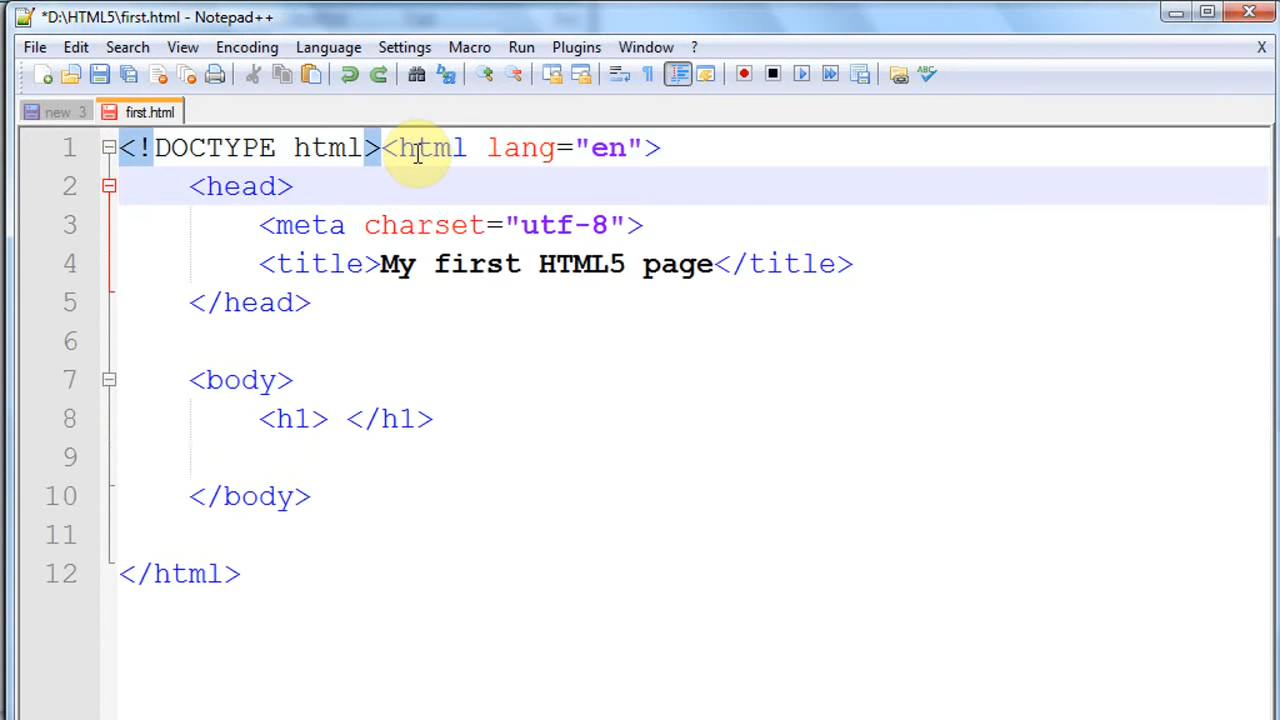 *D:\HTML5\first.html - Notepad++
File Edit Search View Encoding Language Settings Macro Run Plugins Window ? X
ABC
new 3 first.html
1 <!DOCTYPE html><html lang="en">
2 <head>
3 <meta charset="utf-8">
4 <title>My first HTML5 page</title>
5 </head>
6
7 <body>
8 <h1> </h1>
9
10 </body>
11
12 </html>